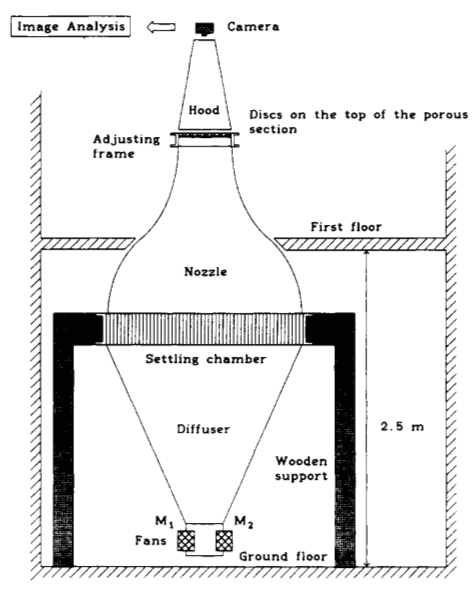 Image Analysis
Camera
Hood
Discs on the top of the porous
section
Adjusting
frame
First floor
Nozzle
Settling chamber
2.5 m
Diffuser
Wooden
support
M₁
M₂
Fans
Ground floor